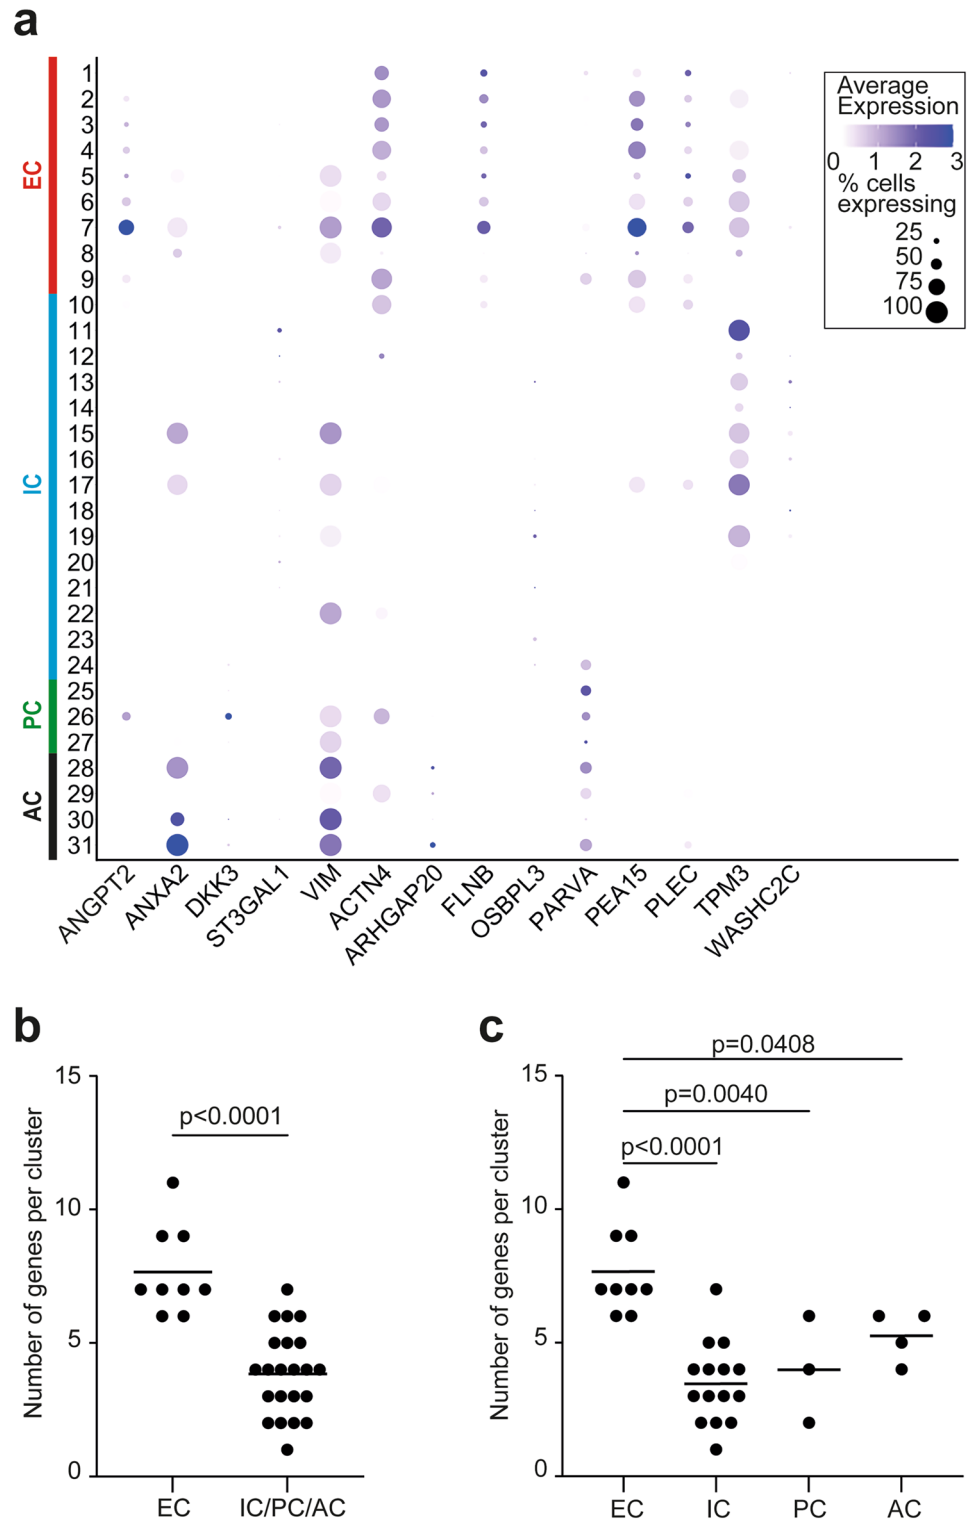 a
EC
IC
PC
AC
1
2
3
4
5
6
7
8
9
10
11
12
13
14
15
16
17
18
19
20
21
22
23
24
25
26
27
28
29
30
31
Average
Expression
0 1 2 3
% cells
expressing
25
50
75
100
ANGPT2
ANXA2
DKK3
ST3GAL1
VIM
ACTN4
ARHGAP20
FLNB
OSBPL3
PARVA
PEA15
PLEC
TPM3
WASHC2C
b
Number of genes per cluster
15
10
5
0
p<0.0001
EC IC/PC/AC
c
Number of genes per cluster
15
10
5
0
p=0.0408
p=0.0040
p<0.0001
EC IC PC AC